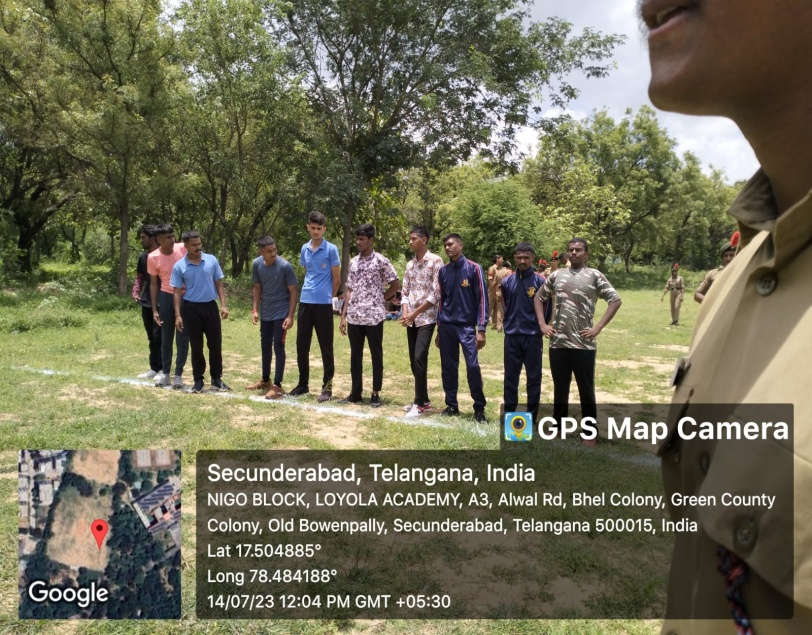 GPS Map Camera
Secunderabad, Telangana, India
NIGO BLOCK, LOYOLA ACADEMY, A3, Alwal Rd, Bhel Colony, Green County
Colony, Old Bowenpally, Secunderabad, Telangana 500015, India
Lat 17.504885°
Long 78.484188°
14/07/23 12:04 PM GMT +05:30
Google